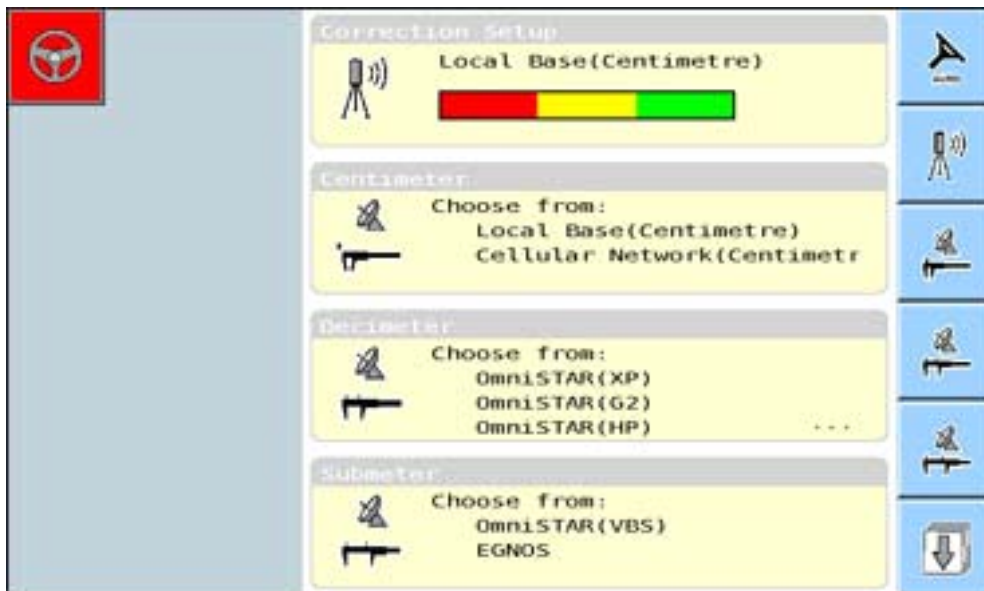 Correction Setup
Local Base(Centimetre)
Centimeter
Choose from:
Local Base(Centimetre)
Cellular Network(Centimetr
Decimeter
Choose from:
OmniSTAR(XP)
OmniSTAR(G2)
OmniSTAR(HP) ...
Submeter
Choose from:
OmniSTAR(VBS)
EGNOS